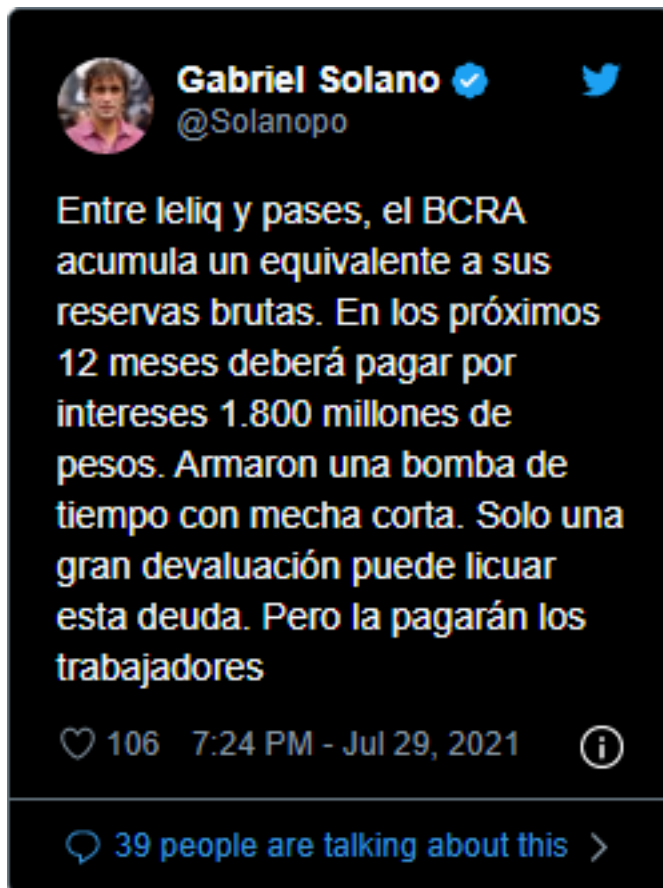 Gabriel Solano
@Solanopo
Entre leliq y pases, el BCRA
acumula un equivalente a sus
reservas brutas. En los próximos
12 meses deberá pagar por
intereses 1.800 millones de
pesos. Armaron una bomba de
tiempo con mecha corta. Solo una
gran devaluación puede licuar
esta deuda. Pero la pagarán los
trabajadores
106 7:24 PM - Jul 29, 2021
39 people are talking about this